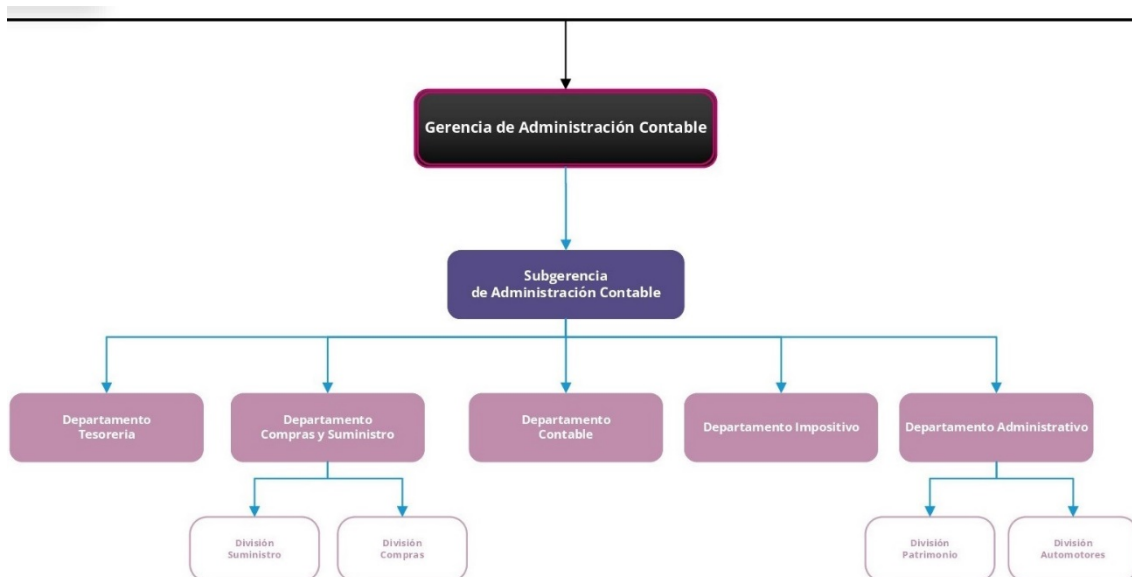 Gerencia de Administración Contable
Subgerencia
de Administración Contable
Departamento
Tesoreria
Departamento
Compras y Suministro
Departamento
Contable
Departamento Impositivo
Departamento Administrativo
División
Suministro
División
Compras
División
Patrimonio
División
Automotores